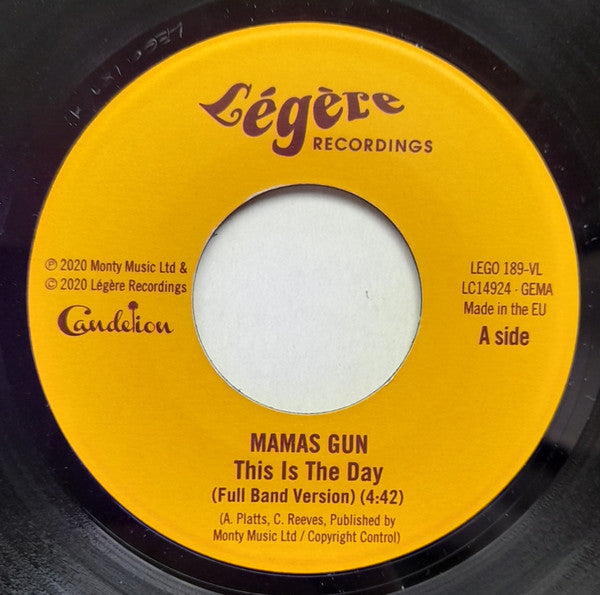 Légère
RECORDINGS
℗ 2020 Monty Music Ltd &
© 2020 Légère Recordings
Candelion
LEGO 189-VL
LC14924 · GEMA
Made in the EU
A side
MAMAS GUN
This Is The Day
(Full Band Version) (4:42)
(A. Platts, C. Reeves, Published by
Monty Music Ltd / Copyright Control)